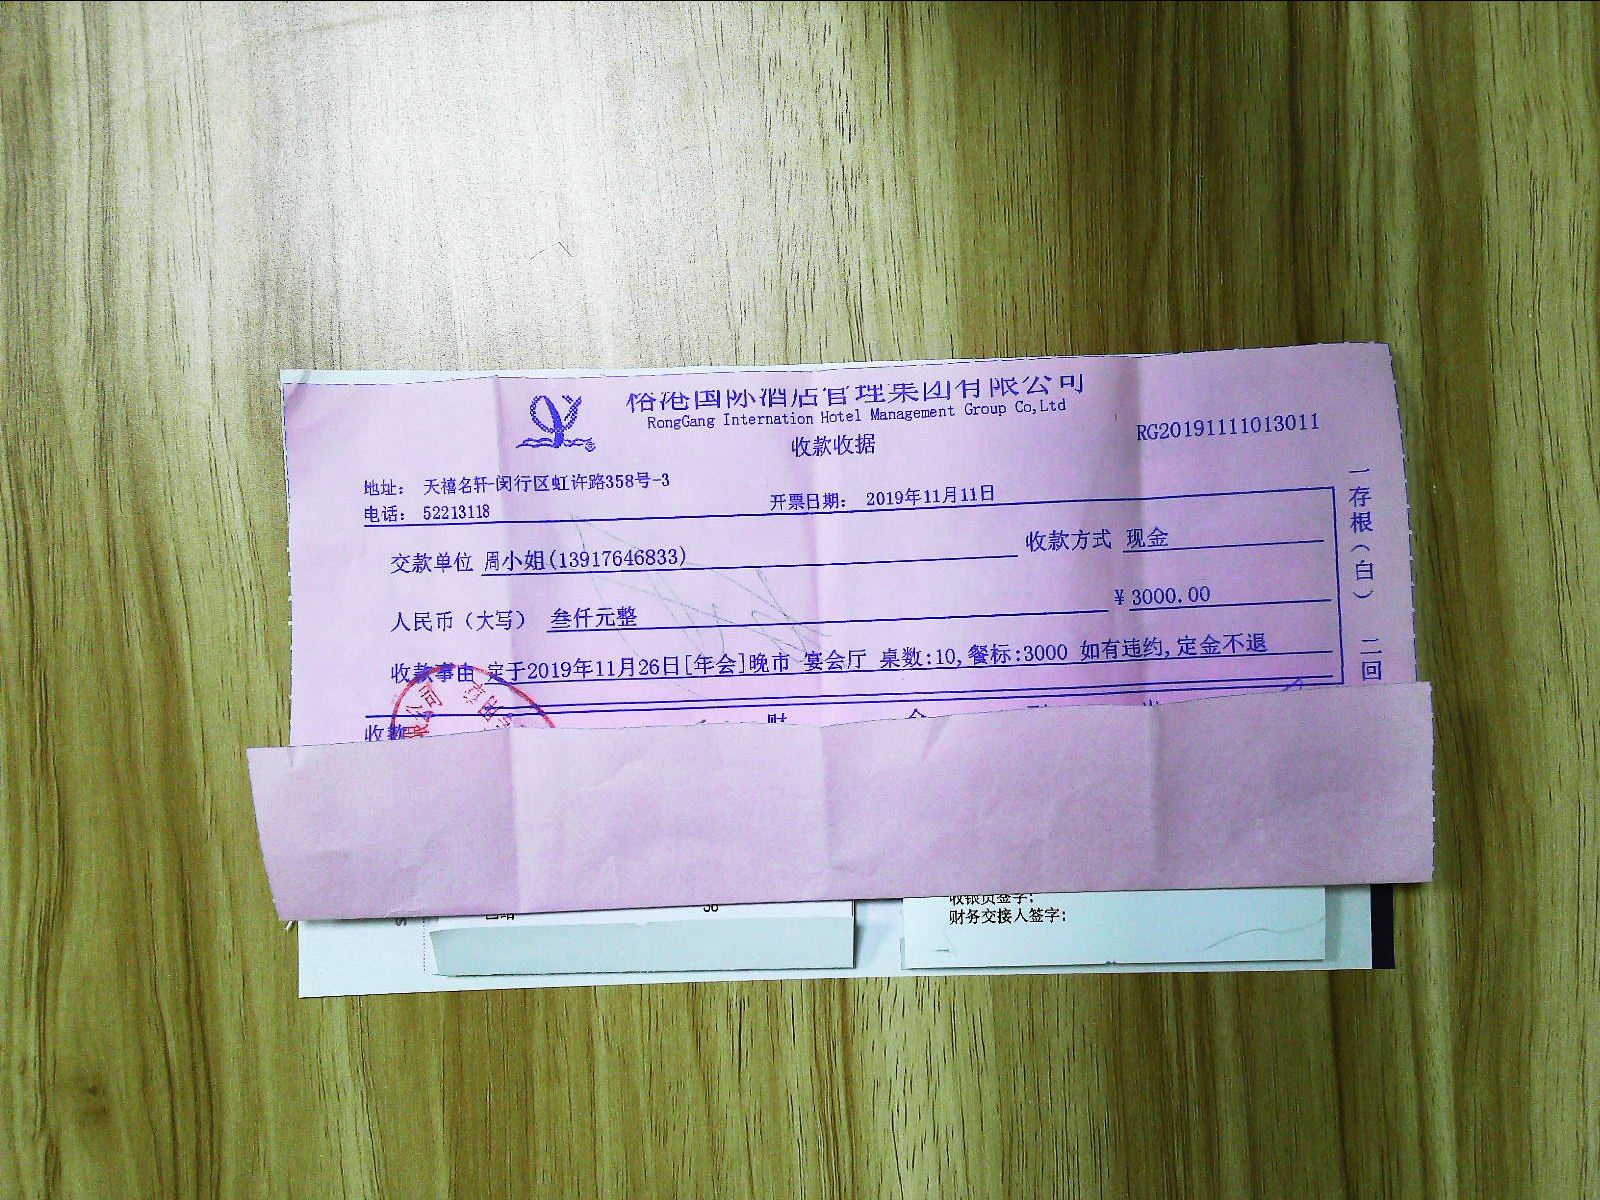 裕港国际酒店管理集团有限公司
RongGang Internation Hotel Management Group Co,Ltd
收款收据
RG20191111013011
地址： 天禧名轩-闵行区虹许路358号-3
电话： 52213118
开票日期： 2019年11月11日
交款单位 周小姐(13917646833)
收款方式 现金
人民币（大写） 叁仟元整
¥ 3000.00
收款事由 定于2019年11月26日[年会]晚市 宴会厅 桌数:10,餐标:3000 如有违约,定金不退
收款
一存根（白） 二回
公司
收银员签字:
财务交接人签字: